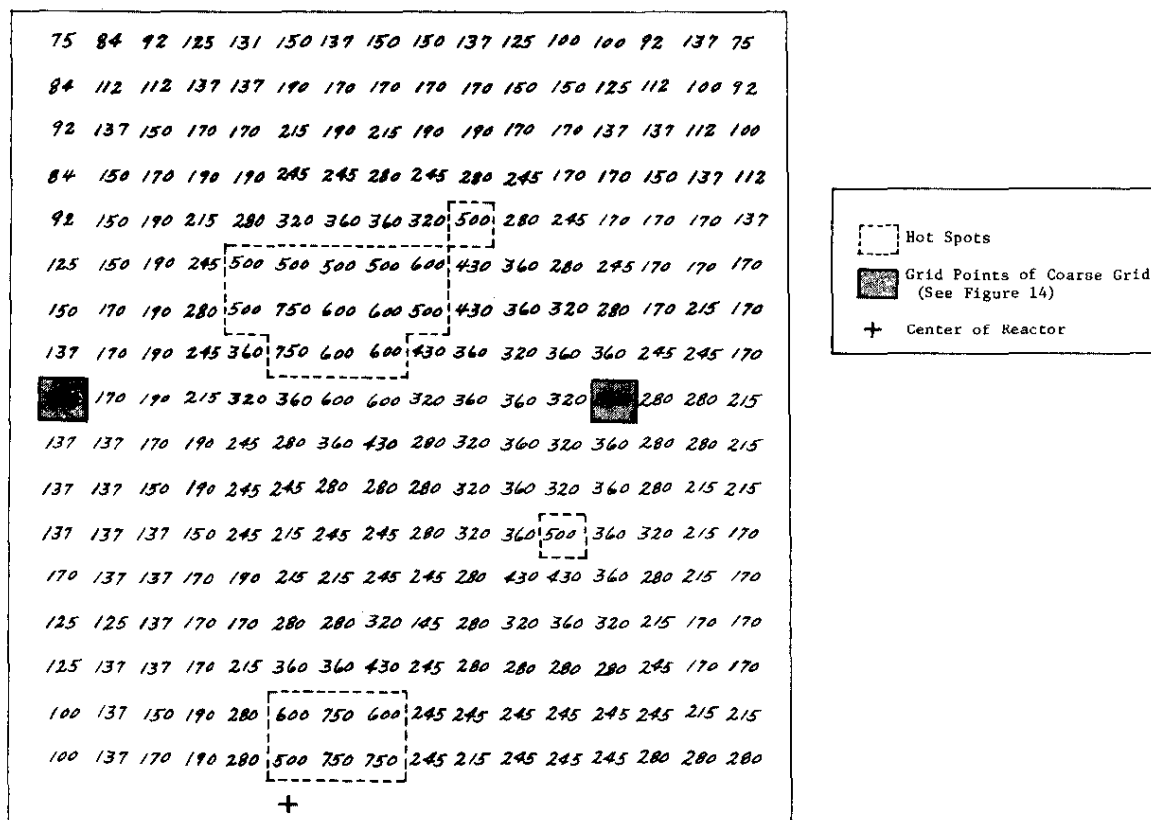 75 84 92 125 131 150 137 150 150 137 125 100 100 92 137 75
84 112 112 137 137 190 170 170 170 170 150 150 125 112 100 92
92 137 150 170 170 215 190 215 190 190 170 170 137 137 112 100
84 150 170 190 190 245 245 280 245 280 245 170 170 150 137 112
92 150 190 215 280 320 360 360 320 500 280 245 170 170 170 137
125 150 190 245 500 500 500 500 600 430 360 280 245 170 170 170
150 170 190 280 500 750 600 600 500 430 360 320 280 170 215 170
137 170 190 245 360 750 600 600 430 360 320 360 360 245 245 170
170 190 215 320 360 600 600 320 360 360 320 280 280 215
137 137 170 190 245 280 360 430 280 320 360 320 360 280 280 215
137 137 150 190 245 245 280 280 280 320 360 320 360 280 215 215
137 137 137 150 245 215 245 245 280 320 360 500 360 320 215 170
170 137 137 170 190 215 215 245 245 280 430 430 360 280 215 170
125 125 137 170 170 280 280 320 145 280 320 360 320 215 170 170
125 137 137 170 215 360 360 430 245 280 280 280 280 245 170 170
100 137 150 190 280 600 750 600 245 245 245 245 245 245 215 215
100 137 170 190 280 500 750 750 245 215 245 245 245 280 280 280
Hot Spots
Grid Points of Coarse Grid
(See Figure 14)
+ Center of Reactor